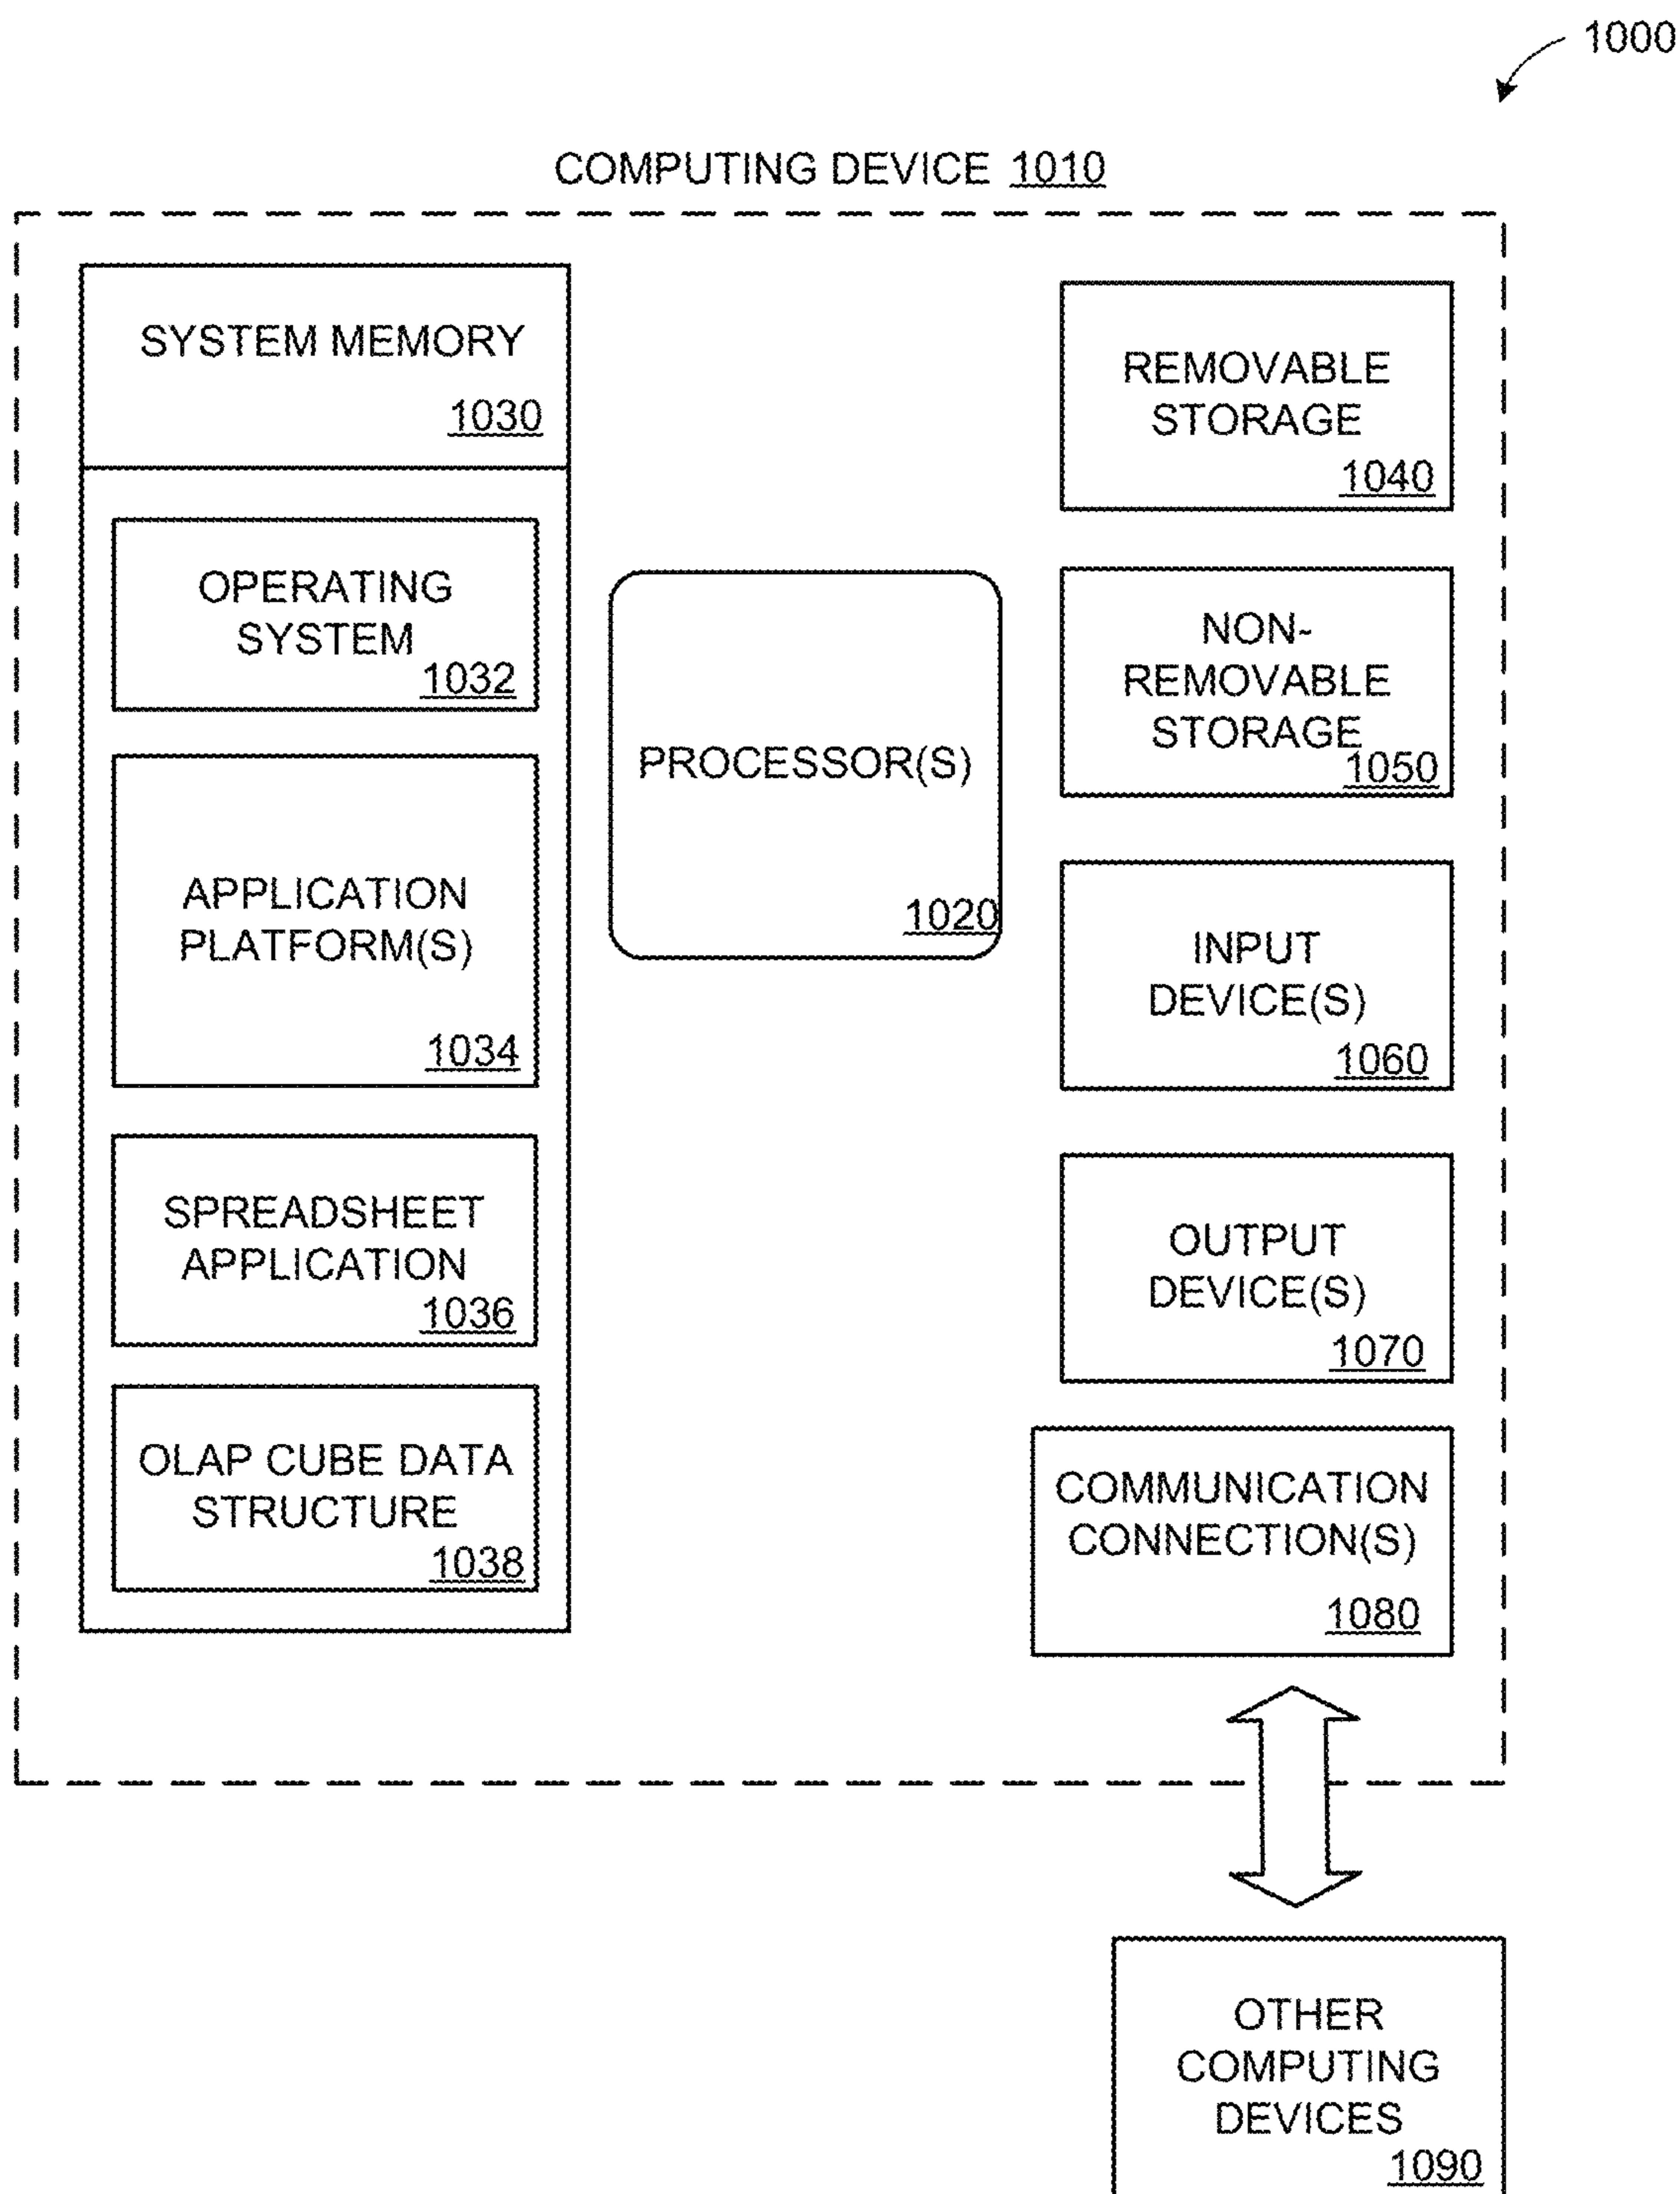 1000
COMPUTING DEVICE 1010
SYSTEM MEMORY
1030
OPERATING
SYSTEM
1032
APPLICATION
PLATFORM(S)
1034
SPREADSHEET
APPLICATION
1036
OLAP CUBE DATA
STRUCTURE
1038
PROCESSOR(S)
1020
REMOVABLE
STORAGE
1040
NON-
REMOVABLE
STORAGE
1050
INPUT
DEVICE(S)
1060
OUTPUT
DEVICE(S)
1070
COMMUNICATION
CONNECTION(S)
1080
OTHER
COMPUTING
DEVICES
1090